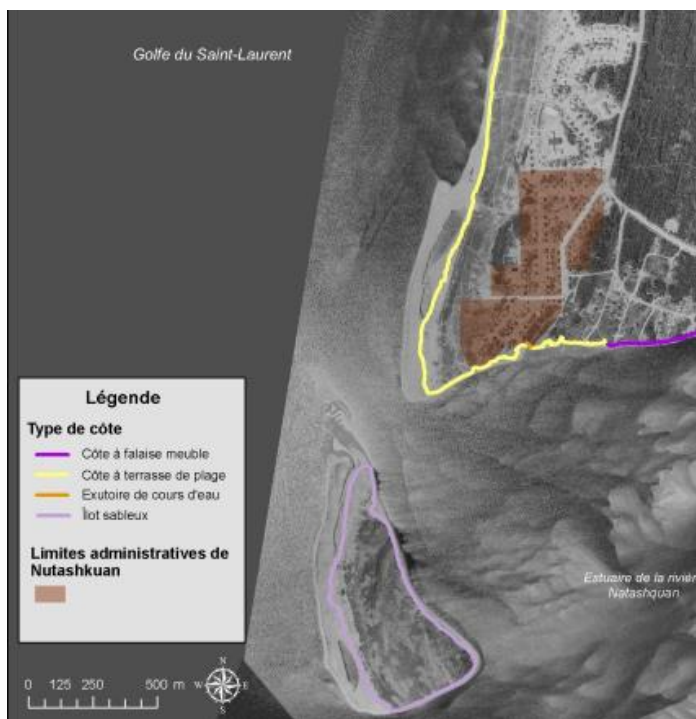 Golfe du Saint-Laurent
Légende
Type de côte
Côte à falaise meuble
Côte à terrasse de plage
Exutoire de cours d'eau
Îlot sableux
Limites administratives de
Nutashkuan
Estuaire de la rivière
Natashquan
0 125 250 500 m
N
W E
S